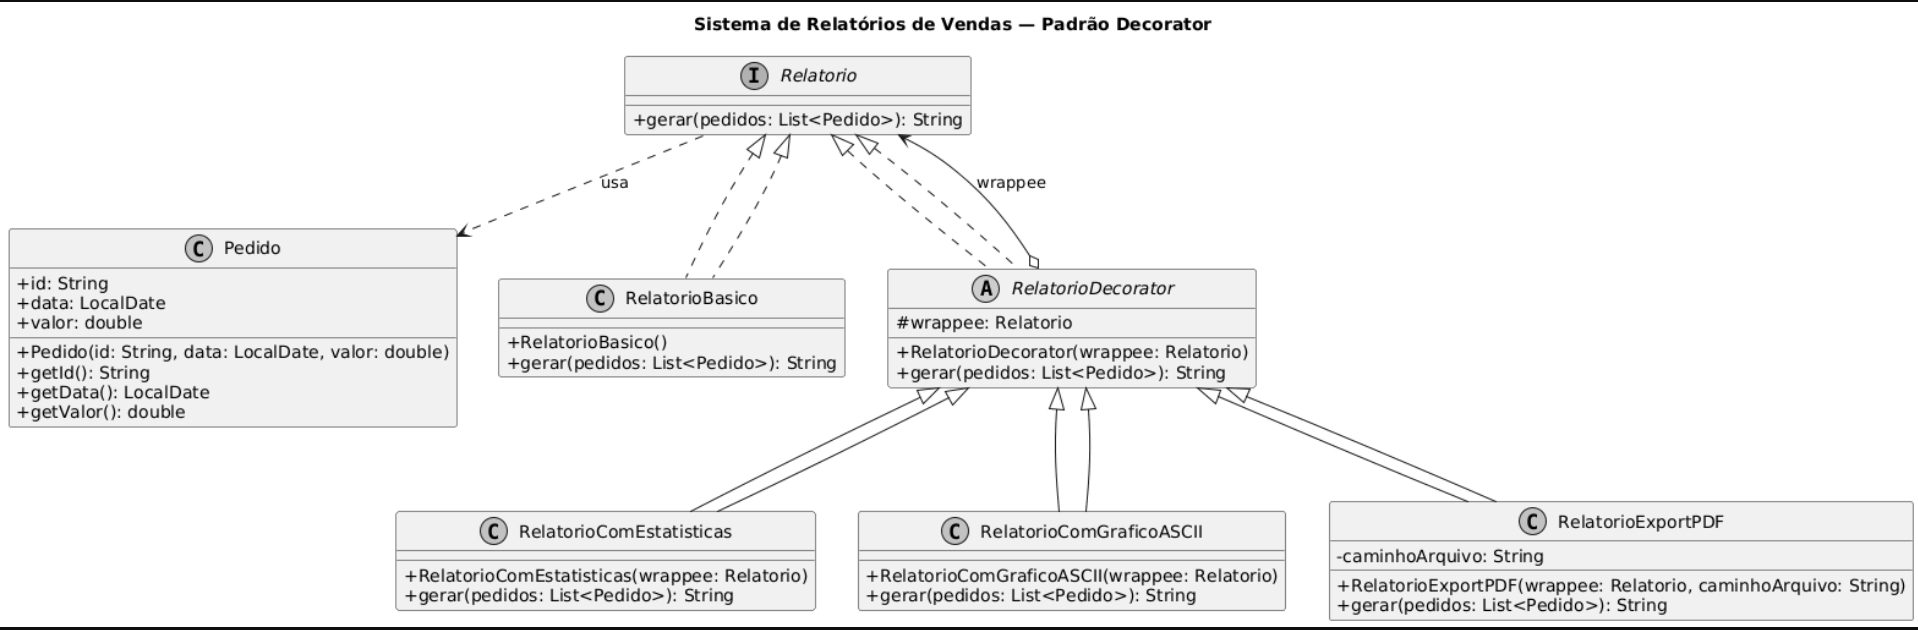 Sistema de Relatórios de Vendas — Padrão Decorator
I Relatorio
+gerar(pedidos: List<Pedido>): String
usa
wrappee
C Pedido
+id: String
+data: LocalDate
+valor: double
+Pedido(id: String, data: LocalDate, valor: double)
+getId(): String
+getData(): LocalDate
+getValor(): double
C RelatorioBasico
+RelatorioBasico()
+gerar(pedidos: List<Pedido>): String
A RelatorioDecorator
#wrappee: Relatorio
+RelatorioDecorator(wrappee: Relatorio)
+gerar(pedidos: List<Pedido>): String
C RelatorioComEstatisticas
+RelatorioComEstatisticas(wrappee: Relatorio)
+gerar(pedidos: List<Pedido>): String
C RelatorioComGraficoASCII
+RelatorioComGraficoASCII(wrappee: Relatorio)
+gerar(pedidos: List<Pedido>): String
C RelatorioExportPDF
-caminhoArquivo: String
+RelatorioExportPDF(wrappee: Relatorio, caminhoArquivo: String)
+gerar(pedidos: List<Pedido>): String